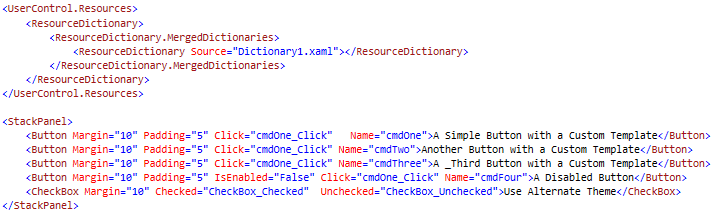 <UserControl.Resources>
    <ResourceDictionary>
        <ResourceDictionary.MergedDictionaries>
            <ResourceDictionary Source="Dictionary1.xaml"></ResourceDictionary>
        </ResourceDictionary.MergedDictionaries>
    </ResourceDictionary>
</UserControl.Resources>

<StackPanel>
    <Button Margin="10" Padding="5" Click="cmdOne_Click"   Name="cmdOne">A Simple Button with a Custom Template</Button>
    <Button Margin="10" Padding="5" Click="cmdOne_Click" Name="cmdTwo">Another Button with a Custom Template</Button>
    <Button Margin="10" Padding="5" Click="cmdOne_Click" Name="cmdThree">A _Third Button with a Custom Template</Button>
    <Button Margin="10" Padding="5" IsEnabled="False" Click="cmdOne_Click" Name="cmdFour">A Disabled Button</Button>
    <CheckBox Margin="10" Checked="CheckBox_Checked"  Unchecked="CheckBox_Unchecked">Use Alternate Theme</CheckBox>
</StackPanel>